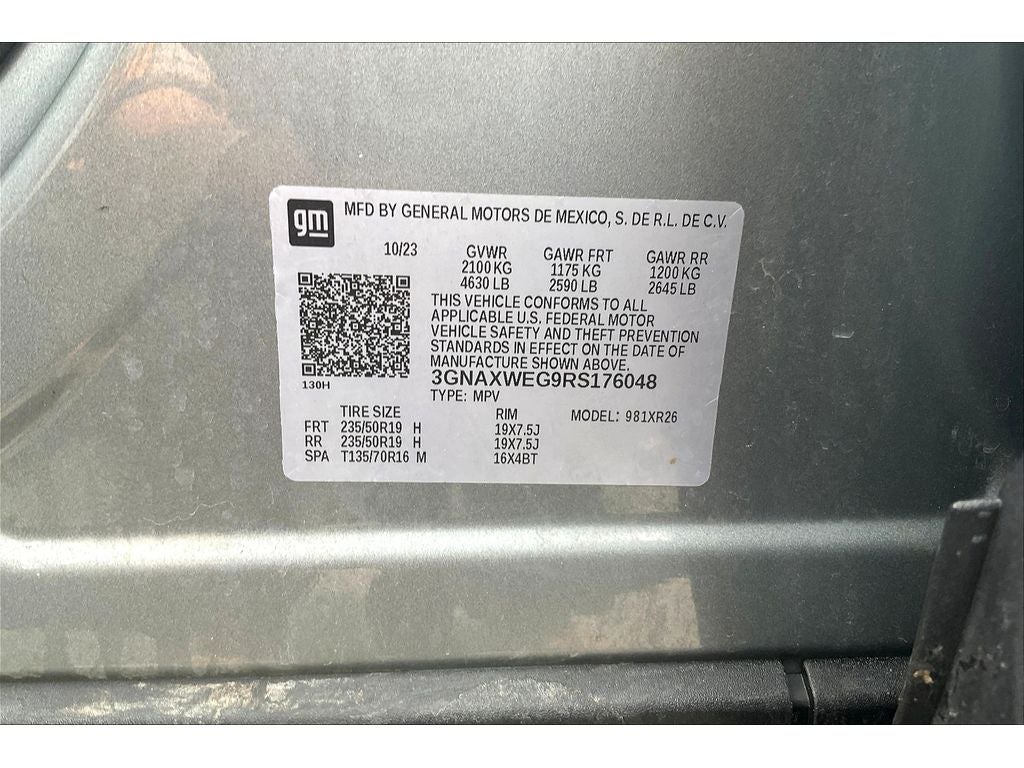 gm
MFD BY GENERAL MOTORS DE MEXICO, S. DE R.L. DE C.V.
10/23 GVWR GAWR FRT GAWR RR
2100 KG 1175 KG 1200 KG
4630 LB 2590 LB 2645 LB
THIS VEHICLE CONFORMS TO ALL
APPLICABLE U.S. FEDERAL MOTOR
VEHICLE SAFETY AND THEFT PREVENTION
STANDARDS IN EFFECT ON THE DATE OF
MANUFACTURE SHOWN ABOVE.
130H
3GNAXWEG9RS176048
TYPE: MPV
TIRE SIZE RIM MODEL: 981XR26
FRT 235/50R19 H 19X7.5J
RR 235/50R19 H 19X7.5J
SPA T135/70R16 M 16X4BT